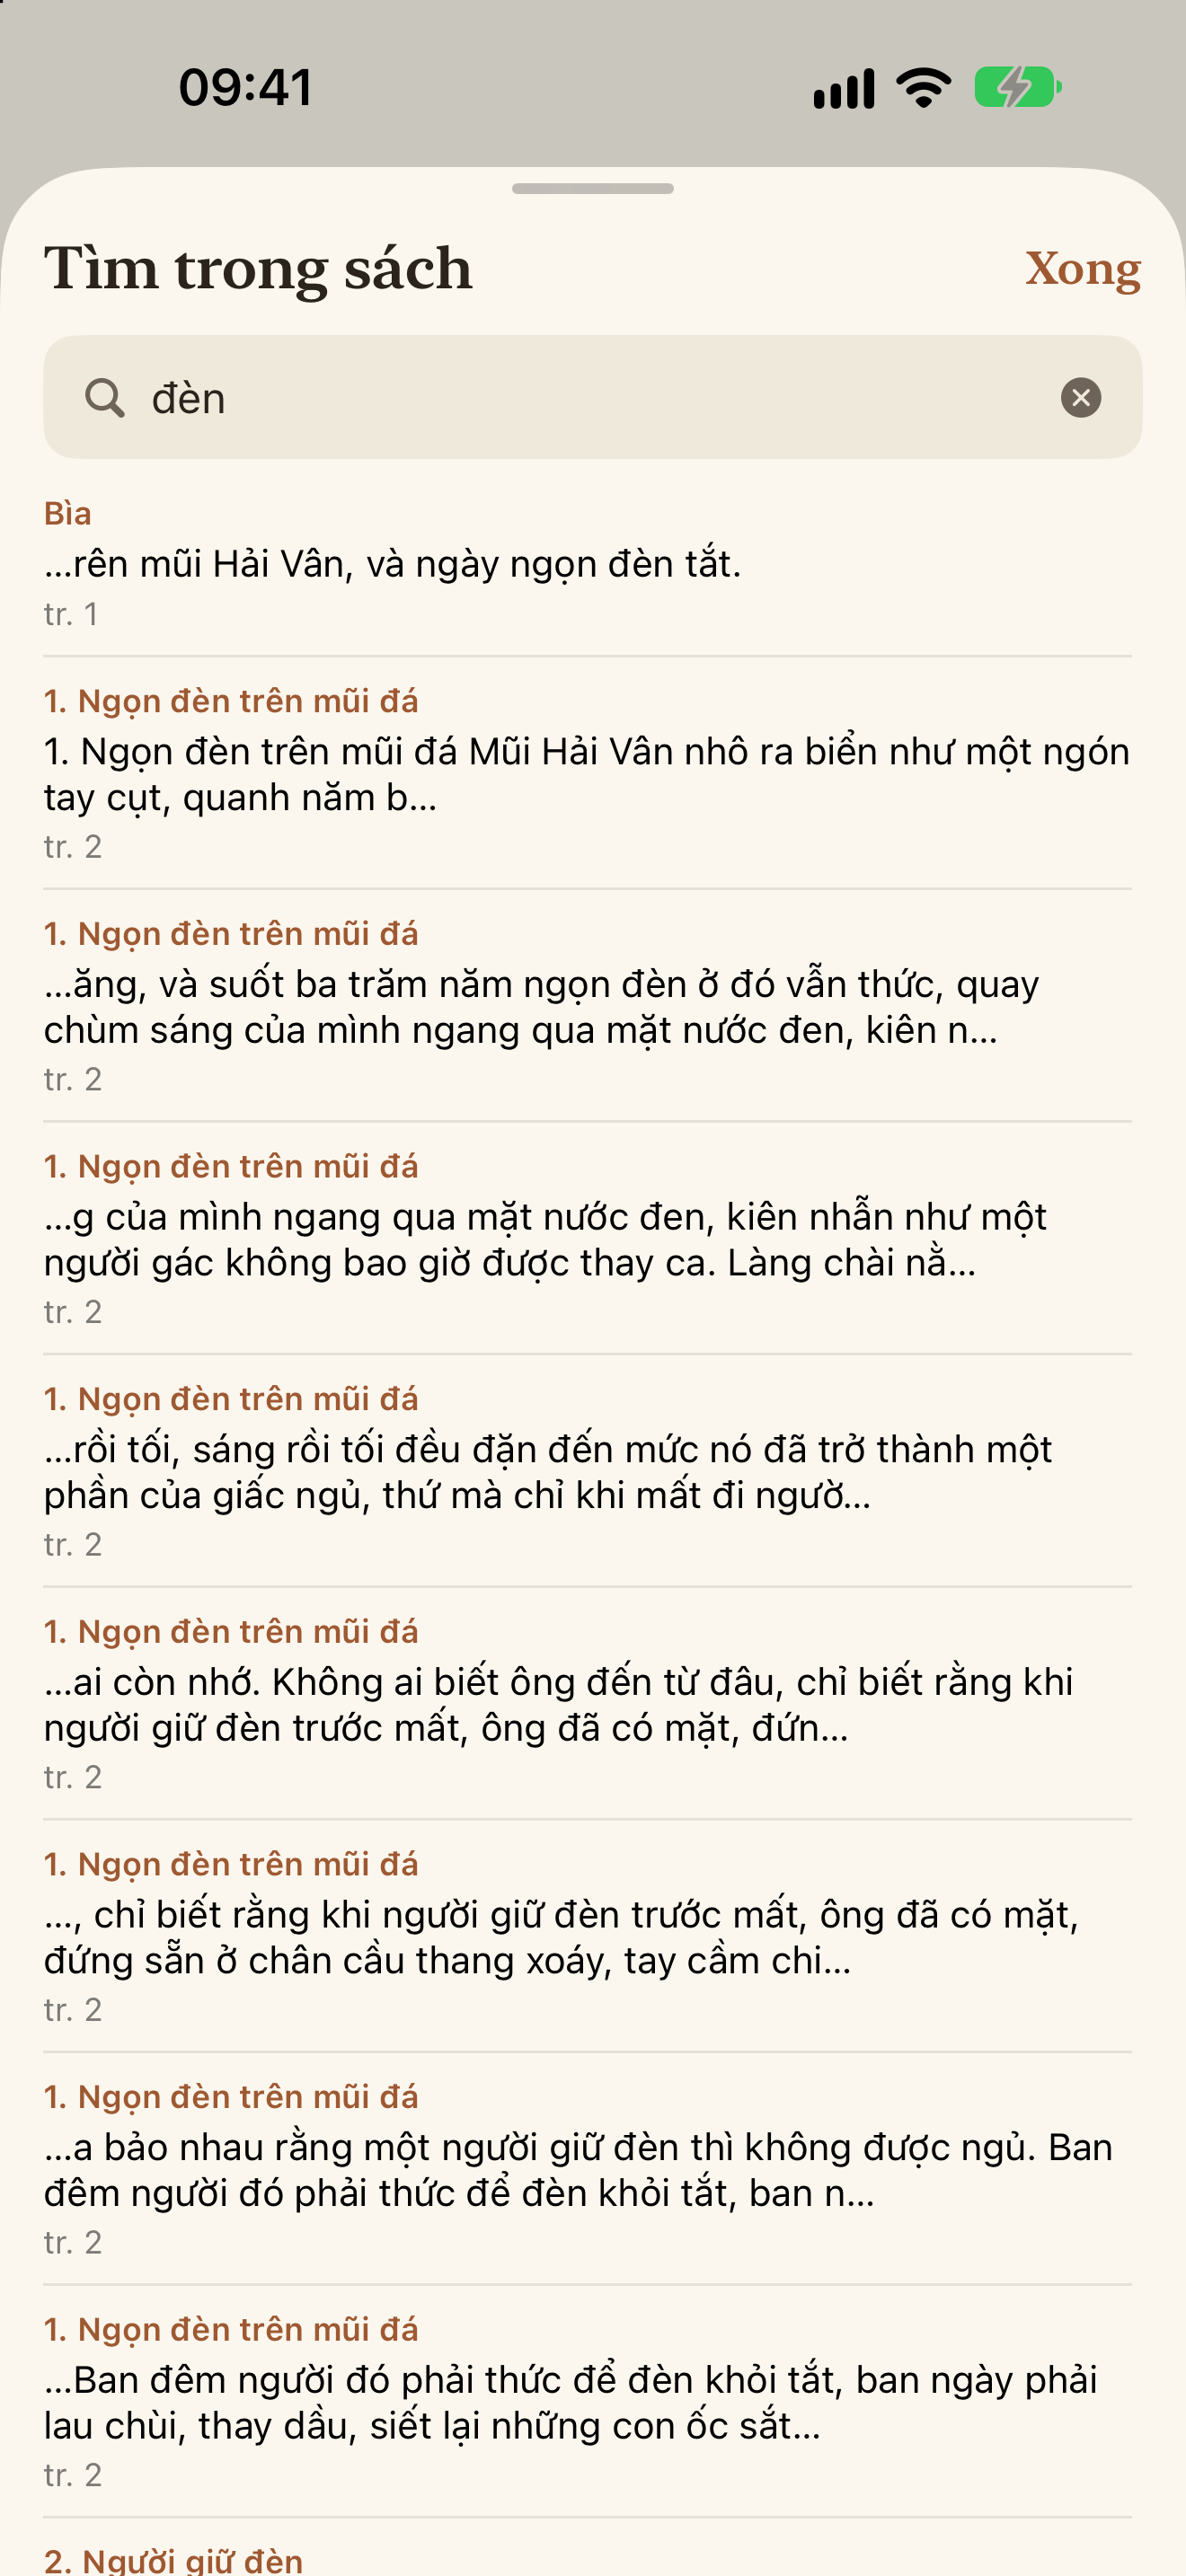 09:41
Tìm trong sách
Xong
đèn
Bìa
...rên mũi Hải Vân, và ngày ngọn đèn tắt.
tr. 1
1. Ngọn đèn trên mũi đá
1. Ngọn đèn trên mũi đá Mũi Hải Vân nhô ra biển như một ngón
tay cụt, quanh năm b...
tr. 2
1. Ngọn đèn trên mũi đá
...ăng, và suốt ba trăm năm ngọn đèn ở đó vẫn thức, quay
chùm sáng của mình ngang qua mặt nước đen, kiên n...
tr. 2
1. Ngọn đèn trên mũi đá
...g của mình ngang qua mặt nước đen, kiên nhẫn như một
người gác không bao giờ được thay ca. Làng chài nằ...
tr. 2
1. Ngọn đèn trên mũi đá
...rồi tối, sáng rồi tối đều đặn đến mức nó đã trở thành một
phần của giấc ngủ, thứ mà chỉ khi mất đi ngườ...
tr. 2
1. Ngọn đèn trên mũi đá
...ai còn nhớ. Không ai biết ông đến từ đâu, chỉ biết rằng khi
người giữ đèn trước mất, ông đã có mặt, đứn...
tr. 2
1. Ngọn đèn trên mũi đá
..., chỉ biết rằng khi người giữ đèn trước mất, ông đã có mặt,
đứng sẵn ở chân cầu thang xoáy, tay cầm chi...
tr. 2
1. Ngọn đèn trên mũi đá
...a bảo nhau rằng một người giữ đèn thì không được ngủ. Ban
đêm người đó phải thức để đèn khỏi tắt, ban n...
tr. 2
1. Ngọn đèn trên mũi đá
...Ban đêm người đó phải thức để đèn khỏi tắt, ban ngày phải
lau chùi, thay dầu, siết lại những con ốc sắt...
tr. 2
2. Người giữ đèn